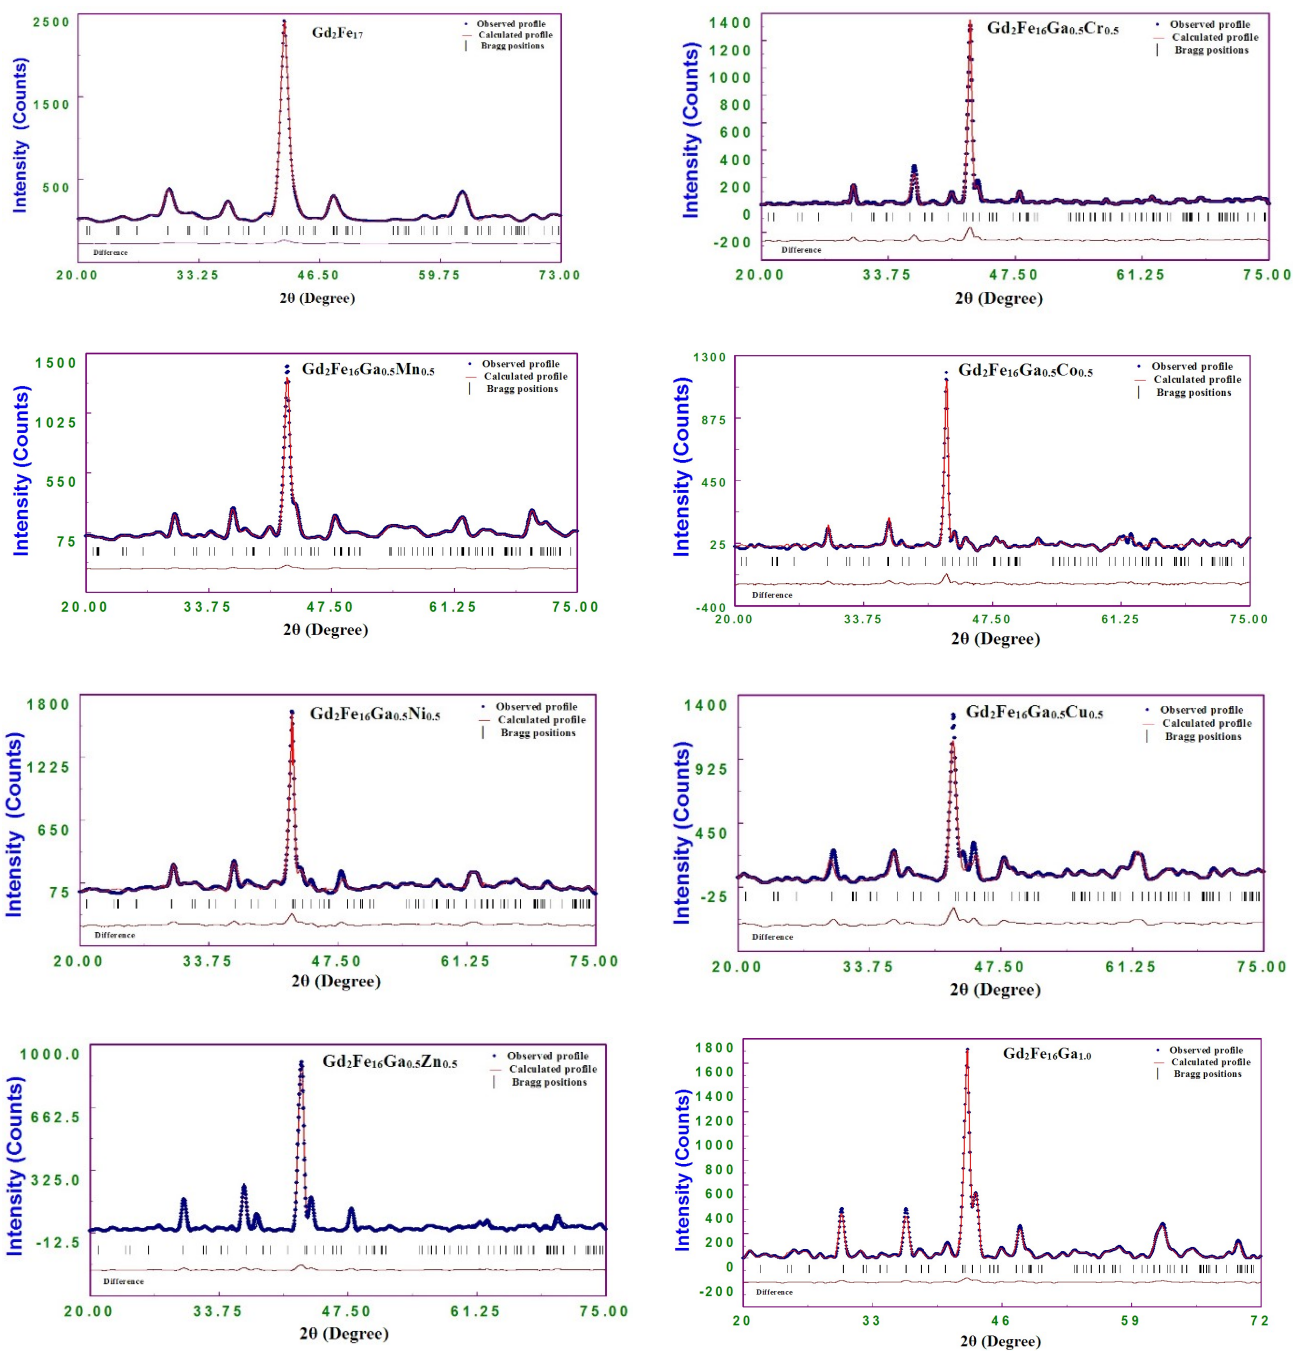 Gd₂Fe₁₇
Observed profile
Calculated profile
Bragg positions
Intensity (Counts)
2500
1500
500
Difference
20.00 33.25 46.50 59.75 73.00
2θ (Degree)
Gd₂Fe₁₆Ga₀.₅Cr₀.₅
Observed profile
Calculated profile
Bragg positions
Intensity (Counts)
1400
1200
1000
800
600
400
200
0
-200
Difference
20.00 33.75 47.50 61.25 75.00
2θ (Degree)
Gd₂Fe₁₆Ga₀.₅Mn₀.₅
Observed profile
Calculated profile
Bragg positions
Intensity (Counts)
1500
1025
550
75
20.00 33.75 47.50 61.25 75.00
2θ (Degree)
Gd₂Fe₁₆Ga₀.₅Co₀.₅
Observed profile
Calculated profile
Bragg positions
Intensity (Counts)
1300
875
450
25
-400
Difference
20.00 33.75 47.50 61.25 75.00
2θ (Degree)
Gd₂Fe₁₆Ga₀.₅Ni₀.₅
Observed profile
Calculated profile
Bragg positions
Intensity (Counts)
1800
1225
650
75
Difference
20.00 33.75 47.50 61.25 75.00
2θ (Degree)
Gd₂Fe₁₆Ga₀.₅Cu₀.₅
Observed profile
Calculated profile
Bragg positions
Intensity (Counts)
1400
925
450
-25
Difference
20.00 33.75 47.50 61.25 75.00
2θ (Degree)
Gd₂Fe₁₆Ga₀.₅Zn₀.₅
Observed profile
Calculated profile
Bragg positions
Intensity (Counts)
1000.0
662.5
325.0
-12.5
Difference
20.00 33.75 47.50 61.25 75.00
2θ (Degree)
Gd₂Fe₁₆Ga₁.₀
Observed profile
Calculated profile
Bragg positions
Intensity (Counts)
1800
1600
1400
1200
1000
800
600
400
200
0
-200
Difference
20 33 46 59 72
2θ (Degree)